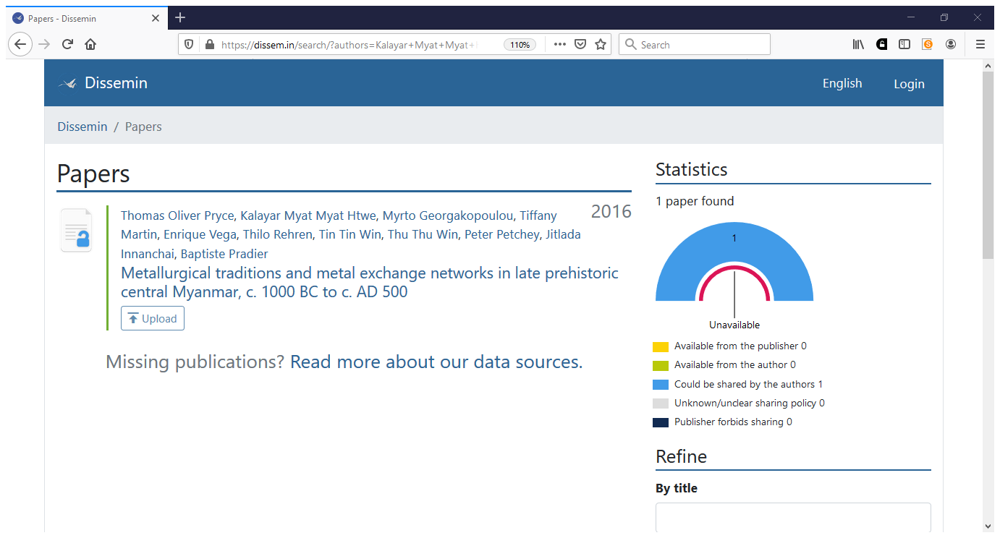 Papers - Dissemin
https://dissem.in/search/?authors=Kalayar+Myat+Myat+
110%
Search
Dissemin
English
Login
Dissemin / Papers
Papers
Thomas Oliver Pryce, Kalayar Myat Myat Htwe, Myrto Georgakopoulou, Tiffany
Martin, Enrique Vega, Thilo Rehren, Tin Tin Win, Thu Thu Win, Peter Petchey, Jitlada
Innanchai, Baptiste Pradier
2016
Metallurgical traditions and metal exchange networks in late prehistoric
central Myanmar, c. 1000 BC to c. AD 500
Upload
Missing publications? Read more about our data sources.
Statistics
1 paper found
1
Unavailable
Available from the publisher 0
Available from the author 0
Could be shared by the authors 1
Unknown/unclear sharing policy 0
Publisher forbids sharing 0
Refine
By title